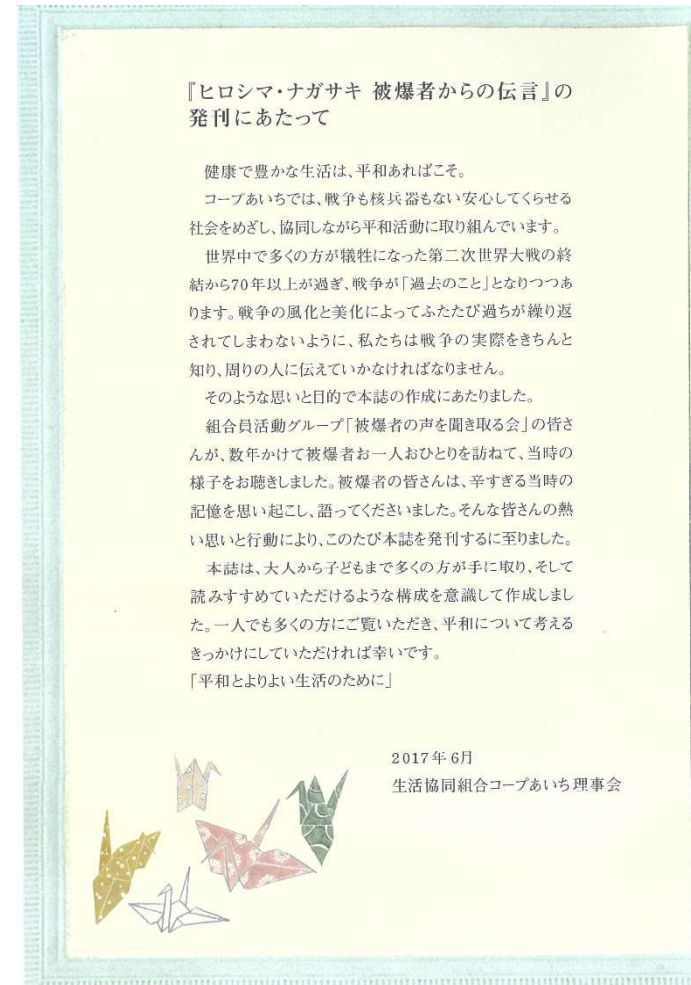 『ヒロシマ・ナガサキ 被爆者からの伝言』の
発刊にあたって
健康で豊かな生活は、平和あればこそ。
コープあいちでは、戦争も核兵器もない安心してくらせる
社会をめざし、協同しながら平和活動に取り組んでいます。
世界中で多くの方が犠牲になった第二次世界大戦の終
結から70年以上が過ぎ、戦争が「過去のこと」となりつつあ
ります。戦争の風化と美化によってふたたび過ちが繰り返
されてしまわないように、私たちは戦争の実際をきちんと
知り、周りの人に伝えていかなければなりません。
そのような思いと目的で本誌の作成にあたりました。
組合員活動グループ「被爆者の声を聞き取る会」の皆さ
んが、数年かけて被爆者お一人おひとりを訪ねて、当時の
様子をお聴きしました。被爆者の皆さんは、辛すぎる当時の
記憶を思い起こし、語ってくださいました。そんな皆さんの熱
い思いと行動により、このたび本誌を発刊するに至りました。
本誌は、大人から子どもまで多くの方が手に取り、そして
読みすすめていただけるような構成を意識して作成しまし
た。一人でも多くの方にご覧いただき、平和について考える
きっかけにしていただければ幸いです。
「平和とよりよい生活のために」
2017年6月
生活協同組合コープあいち理事会